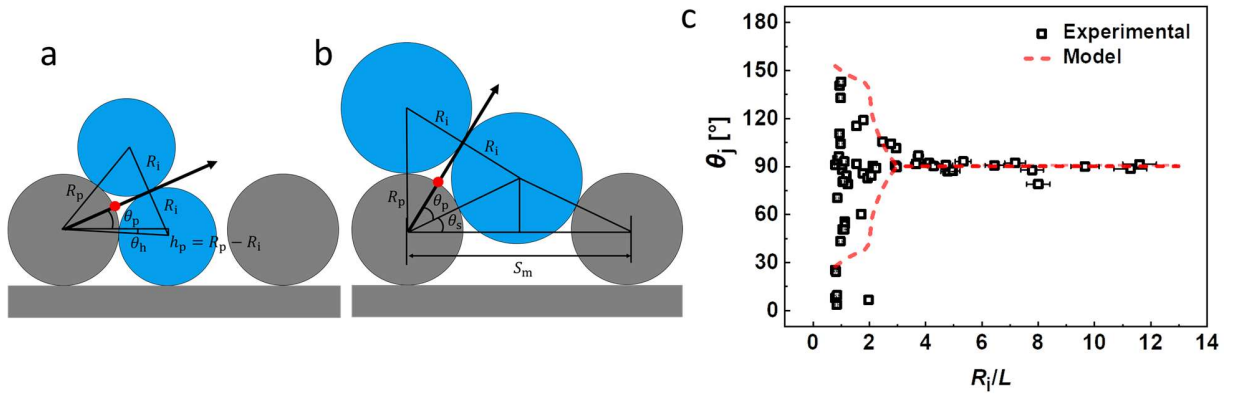 a
R_i
R_p
R_i
θ_p
θ_h
h_p = R_p − R_i
b
R_i
R_i
R_p
θ_p
θ_s
S_m
c
Experimental
Model
θ_j [°]
180
150
120
90
60
30
0
0 2 4 6 8 10 12 14
R_i/L